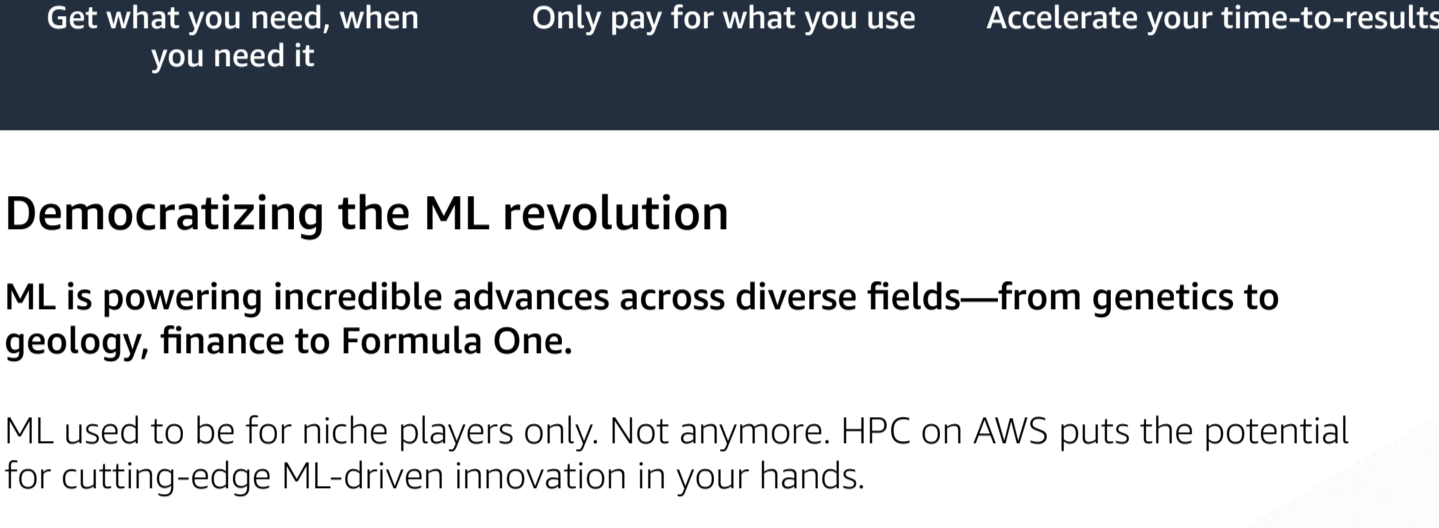 Get what you need, when
you need it
Only pay for what you use
Accelerate your time-to-results
Democratizing the ML revolution
ML is powering incredible advances across diverse fields—from genetics to
geology, finance to Formula One.
ML used to be for niche players only. Not anymore. HPC on AWS puts the potential
for cutting-edge ML-driven innovation in your hands.